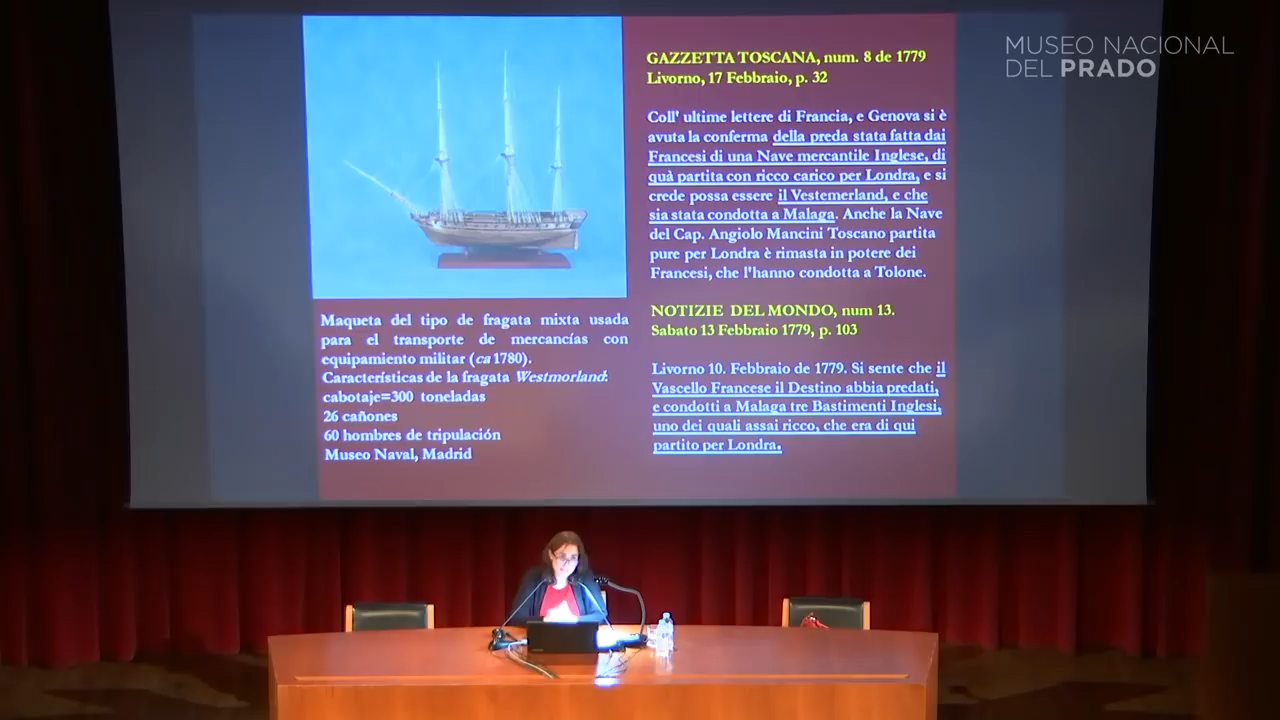 MUSEO NACIONAL
DEL PRADO
Maqueta del tipo de fragata mixta usada
para el transporte de mercancías con
equipamiento militar (ca 1780).
Características de la fragata Westmorland:
cabotaje=300 toneladas
26 cañones
60 hombres de tripulación
Museo Naval, Madrid
GAZZETTA TOSCANA, num. 8 de 1779
Livorno, 17 Febbraio, p. 32
Coll' ultime lettere di Francia, e Genova si è
avuta la conferma della preda stata fatta dai
Francesi di una Nave mercantile Inglese, di
quà partita con ricco carico per Londra, e si
crede possa essere il Vestemerland, e che
sia stata condotta a Malaga. Anche la Nave
del Cap. Angiolo Mancini Toscano partita
pure per Londra è rimasta in potere dei
Francesi, che l'hanno condotta a Tolone.
NOTIZIE DEL MONDO, num 13.
Sabato 13 Febbraio 1779, p. 103
Livorno 10. Febbraio de 1779. Si sente che il
Vascello Francese il Destino abbia predati,
e condotti a Malaga tre Bastimenti Inglesi,
uno dei quali assai ricco, che era di qui
partito per Londra.